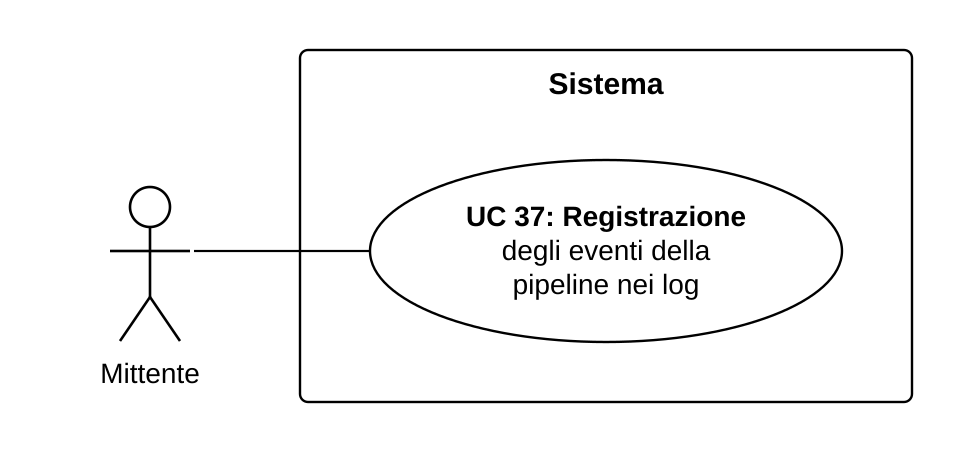 Sistema
UC 37: Registrazione
degli eventi della
pipeline nei log
Mittente